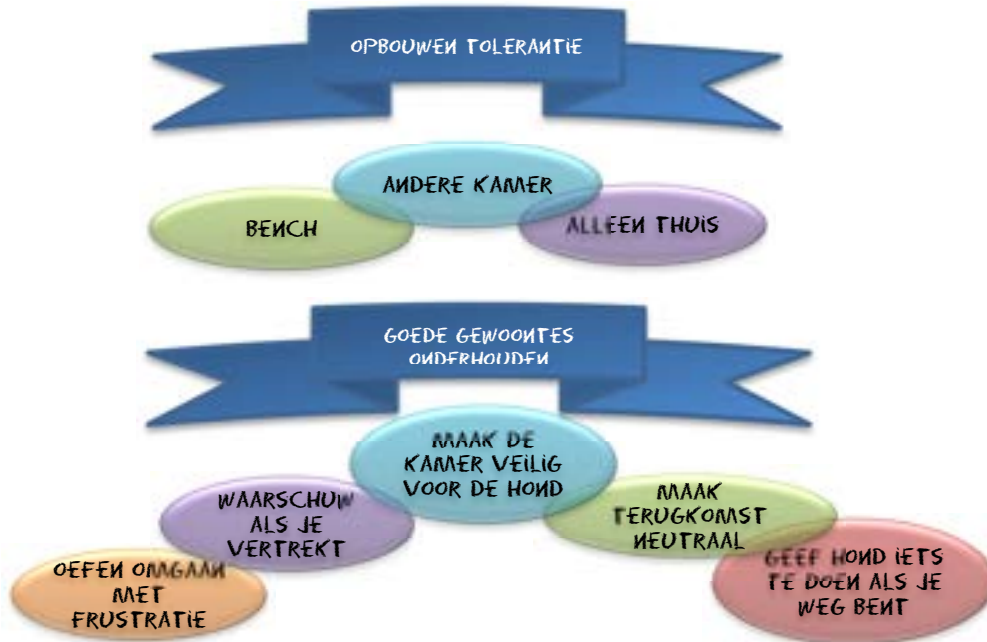 OPBOUWEN TOLERANTIE
ANDERE KAMER
BENCH
ALLEEN THUIS
GOEDE GEWOONTES
ONDERHOUDEN
MAAK DE
KAMER VEILIG
VOOR DE HOND
WAARSCHUW
ALS JE
VERTREKT
MAAK
TERUGKOMST
NEUTRAAL
OEFEN OMGAAN
MET
FRUSTRATIE
GEEF HOND IETS
TE DOEN ALS JE
WEG BENT